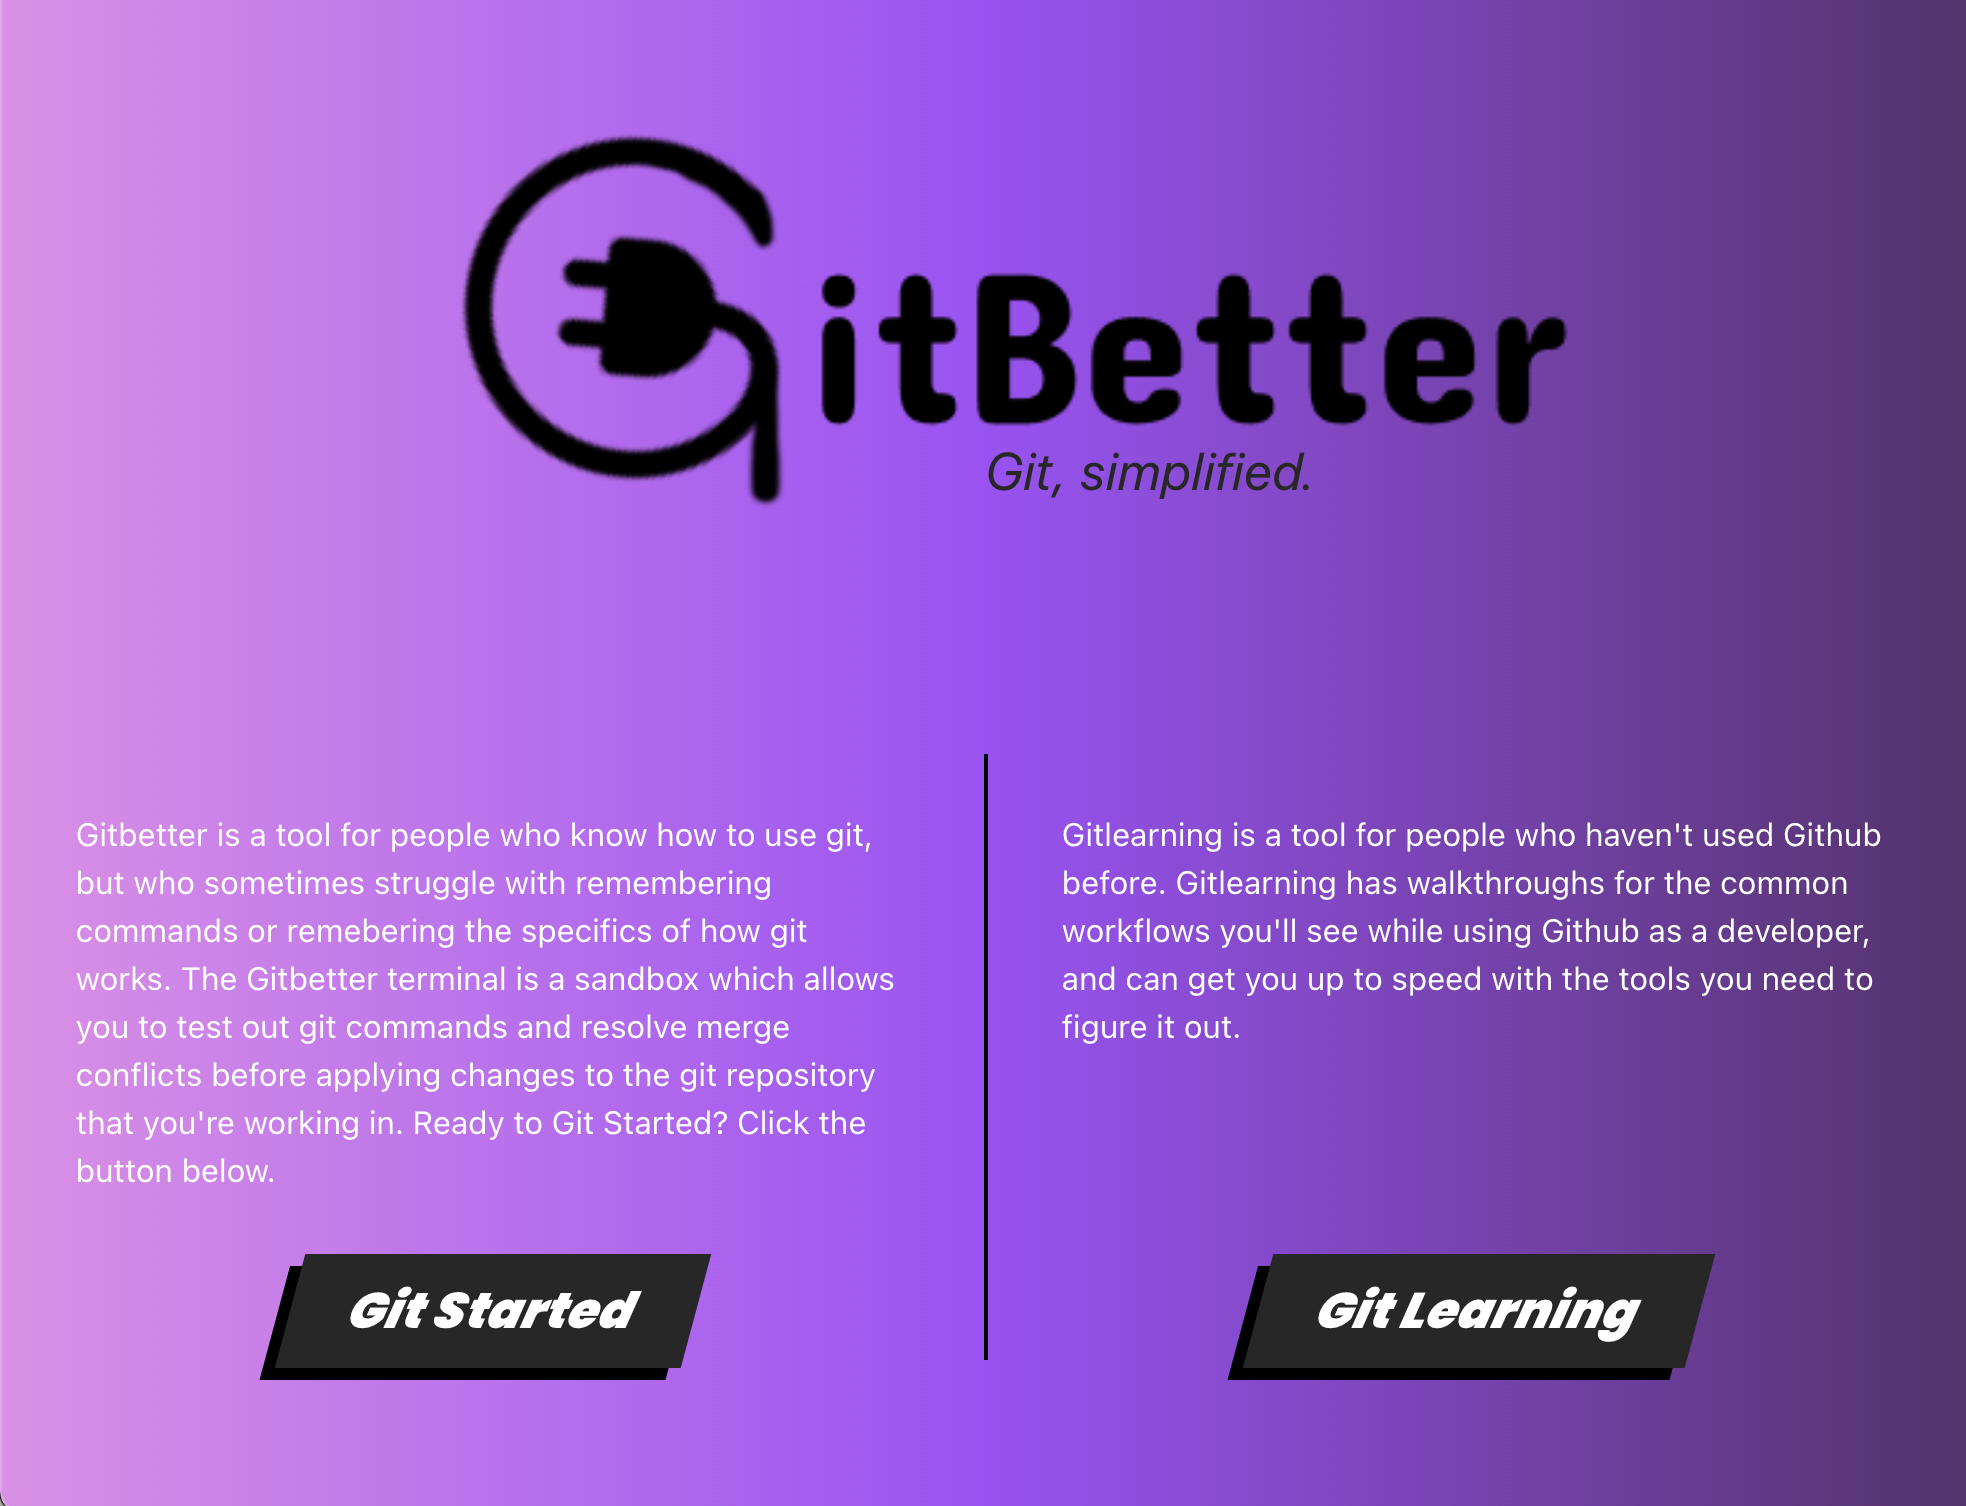 GitBetter
Git, simplified.
Gitbetter is a tool for people who know how to use git,
but who sometimes struggle with remembering
commands or remebering the specifics of how git
works. The Gitbetter terminal is a sandbox which allows
you to test out git commands and resolve merge
conflicts before applying changes to the git repository
that you're working in. Ready to Git Started? Click the
button below.
Git Started
Gitlearning is a tool for people who haven't used Github
before. Gitlearning has walkthroughs for the common
workflows you'll see while using Github as a developer,
and can get you up to speed with the tools you need to
figure it out.
Git Learning